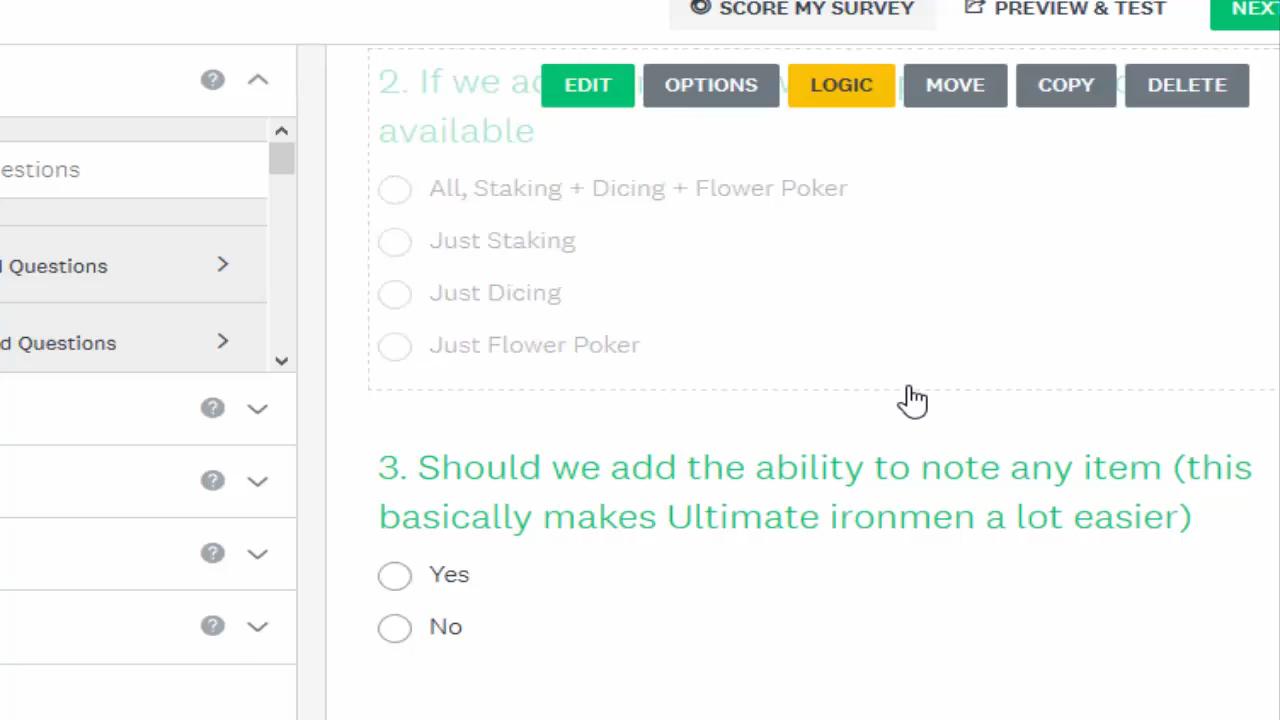 SCORE MY SURVEY
PREVIEW & TEST
NEX
estions
d Questions
2. If we
EDIT
OPTIONS
LOGIC
MOVE
COPY
DELETE
available
All, Staking + Dicing + Flower Poker
Just Staking
Just Dicing
Just Flower Poker
3. Should we add the ability to note any item (this
basically makes Ultimate ironmen a lot easier)
Yes
No